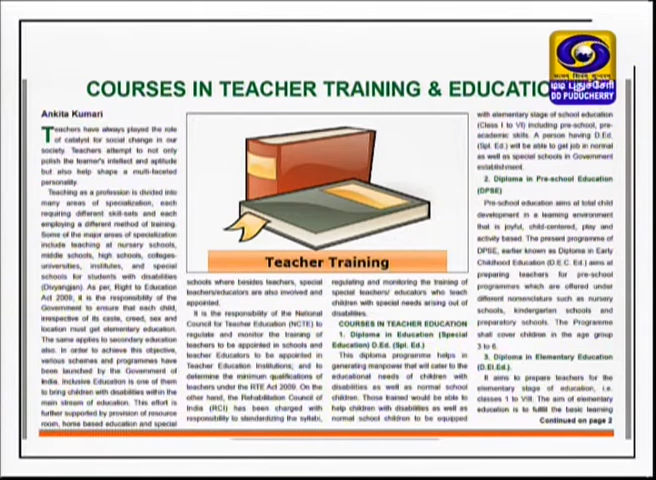 COURSES IN TEACHER TRAINING & EDUCATIO
டிடி புதுச்சேரி
DD PUDUCHERRY
Ankita Kumari
Teachers have always played the role
of catalyst for social change in our
society. Teachers attempt to not only
polish the learner's intellect and aptitude
but also help shape a multi-faceted
personality.
Teaching as a profession is divided into
many areas of specialization, each
requiring different skill-sets and each
employing a different method of training.
Some of the major areas of specialization
include teaching at nursery schools,
middle schools, high schools, colleges-
universities, institutes, and special
schools for students with disabilities
(Divyangjan). As per, Right to Education
Act 2009, it is the responsibility of the
Government to ensure that each child,
irrespective of its caste, creed, sex and
location must get elementary education.
The same applies to secondary education
also. In order to achieve this objective,
various schemes and programmes have
been launched by the Government of
India. Inclusive Education is one of them
to bring children with disabilities within the
main stream of education. This effort is
further supported by provision of resource
room, home based education and special
Teacher Training
schools where besides teachers, special
teachers/educators are also involved and
appointed.
It is the responsibility of the National
Council for Teacher Education (NCTE) to
regulate and monitor the training of
teachers to be appointed in schools and
teacher Educators to be appointed in
Teacher Education Institutions; and to
determine the minimum qualifications of
teachers under the RTE Act 2009. On the
other hand, the Rehabilitation Council of
India (RCI) has been charged with
responsibility to standardizing the syllabi,
regulating and monitoring the training of
special teachers/ educators who teach
children with special needs arising out of
disabilities.
COURSES IN TEACHER EDUCATION
1. Diploma in Education (Special
Education) D.Ed. (Spl. Ed.)
This diploma programme helps in
generating manpower that will cater to the
educational needs of children with
disabilities as well as normal school
children. Those trained would be able to
help children with disabilities as well as
normal school children to be equipped
with elementary stage of school education
(Class I to VI) including pre-school, pre-
academic skills. A person having D.Ed.
(Spl. Ed.) will be able to get job in normal
as well as special schools in Government
establishment.
2. Diploma in Pre-school Education
(DPSE)
Pre-school education aims at total child
development in a learning environment
that is joyful, child-centered, play and
activity based. The present programme of
DPSE, earlier known as Diploma in Early
Childhood Education (D.E.C. Ed.) aims at
preparing teachers for pre-school
programmes which are offered under
different nomenclature such as nursery
schools, kindergarten schools and
preparatory schools. The Programme
shall cover children in the age group
3 to 6.
3. Diploma in Elementary Education
(D.El.Ed.).
It aims to prepare teachers for the
elementary stage of education, i.e.
classes 1 to VIII. The aim of elementary
education is to fulfill the basic learning
Continued on page 2